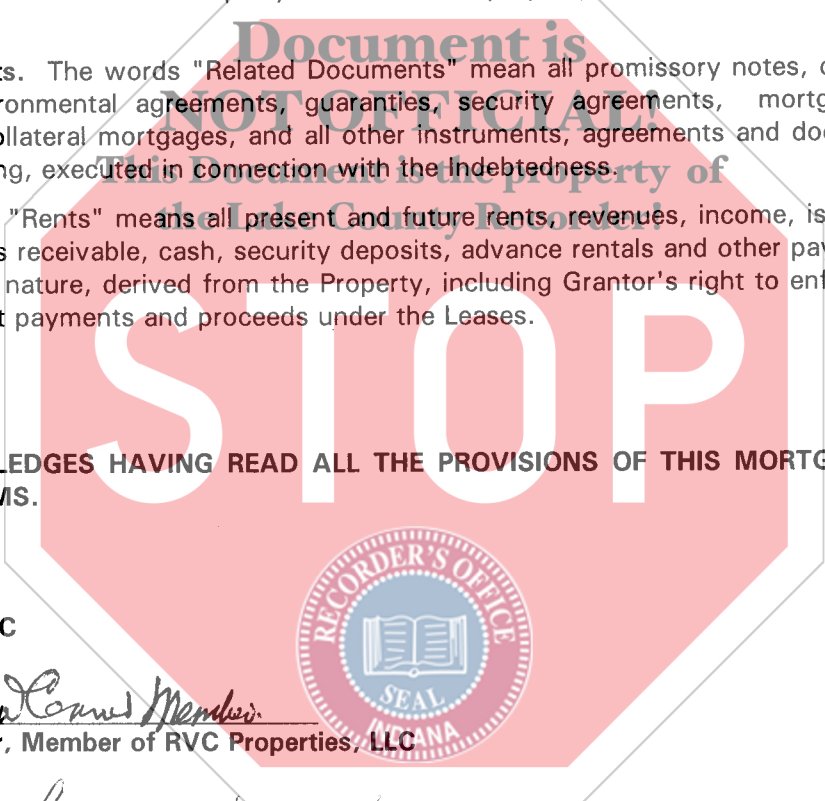 Document is
ts. The words "Related Documents" mean all promissory notes, c
ronmental agreements, guaranties, security agreements, mortg
NOT OFFICIAL!
ollateral mortgages, and all other instruments, agreements and doc
ng, executed in connection with the Indebtedness.
This Document is the property of
"Rents" means all present and future rents, revenues, income, is
the Lake County Recorder!
s receivable, cash, security deposits, advance rentals and other pay
nature, derived from the Property, including Grantor's right to enf
t payments and proceeds under the Leases.
STOP
LEDGES HAVING READ ALL THE PROVISIONS OF THIS MORTG
MS.
RECORDER'S OFFICE
SEAL
INDIANA
C
Member
r, Member of RVC Properties, LLC